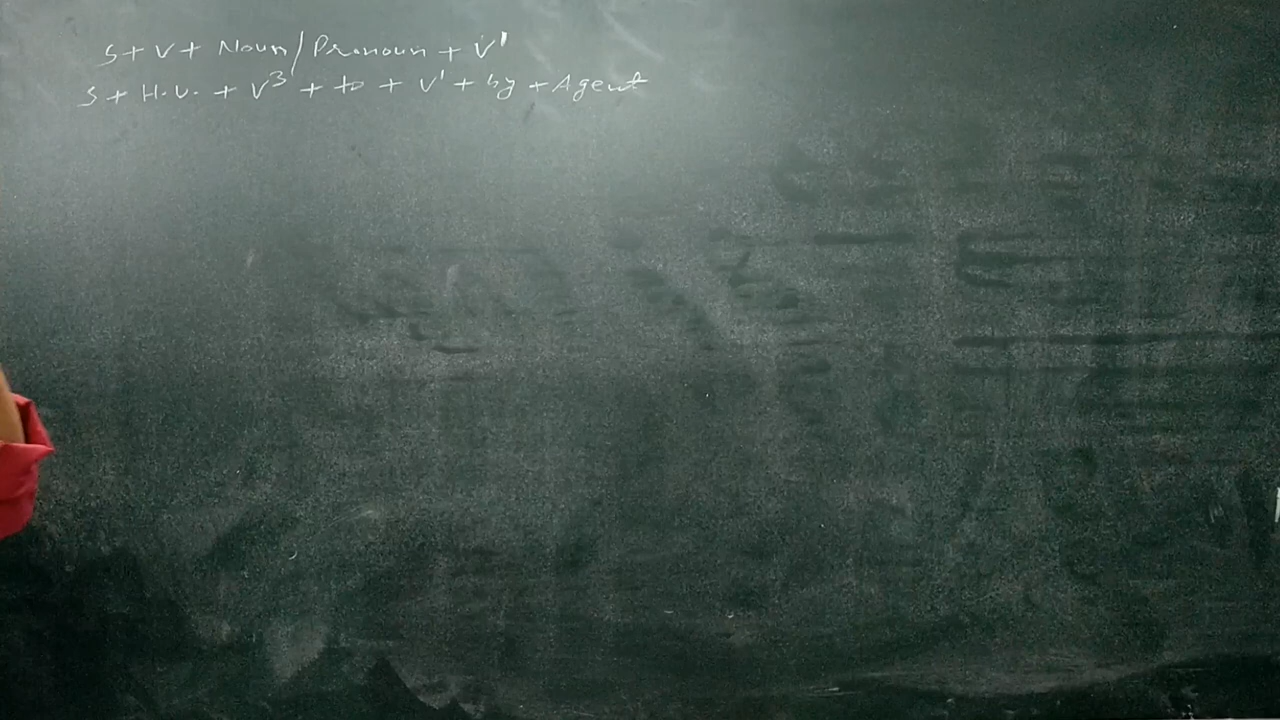 S + V + Noun / Pronoun + V¹
S + H.V. + V³ + to + V¹ + by + Agent